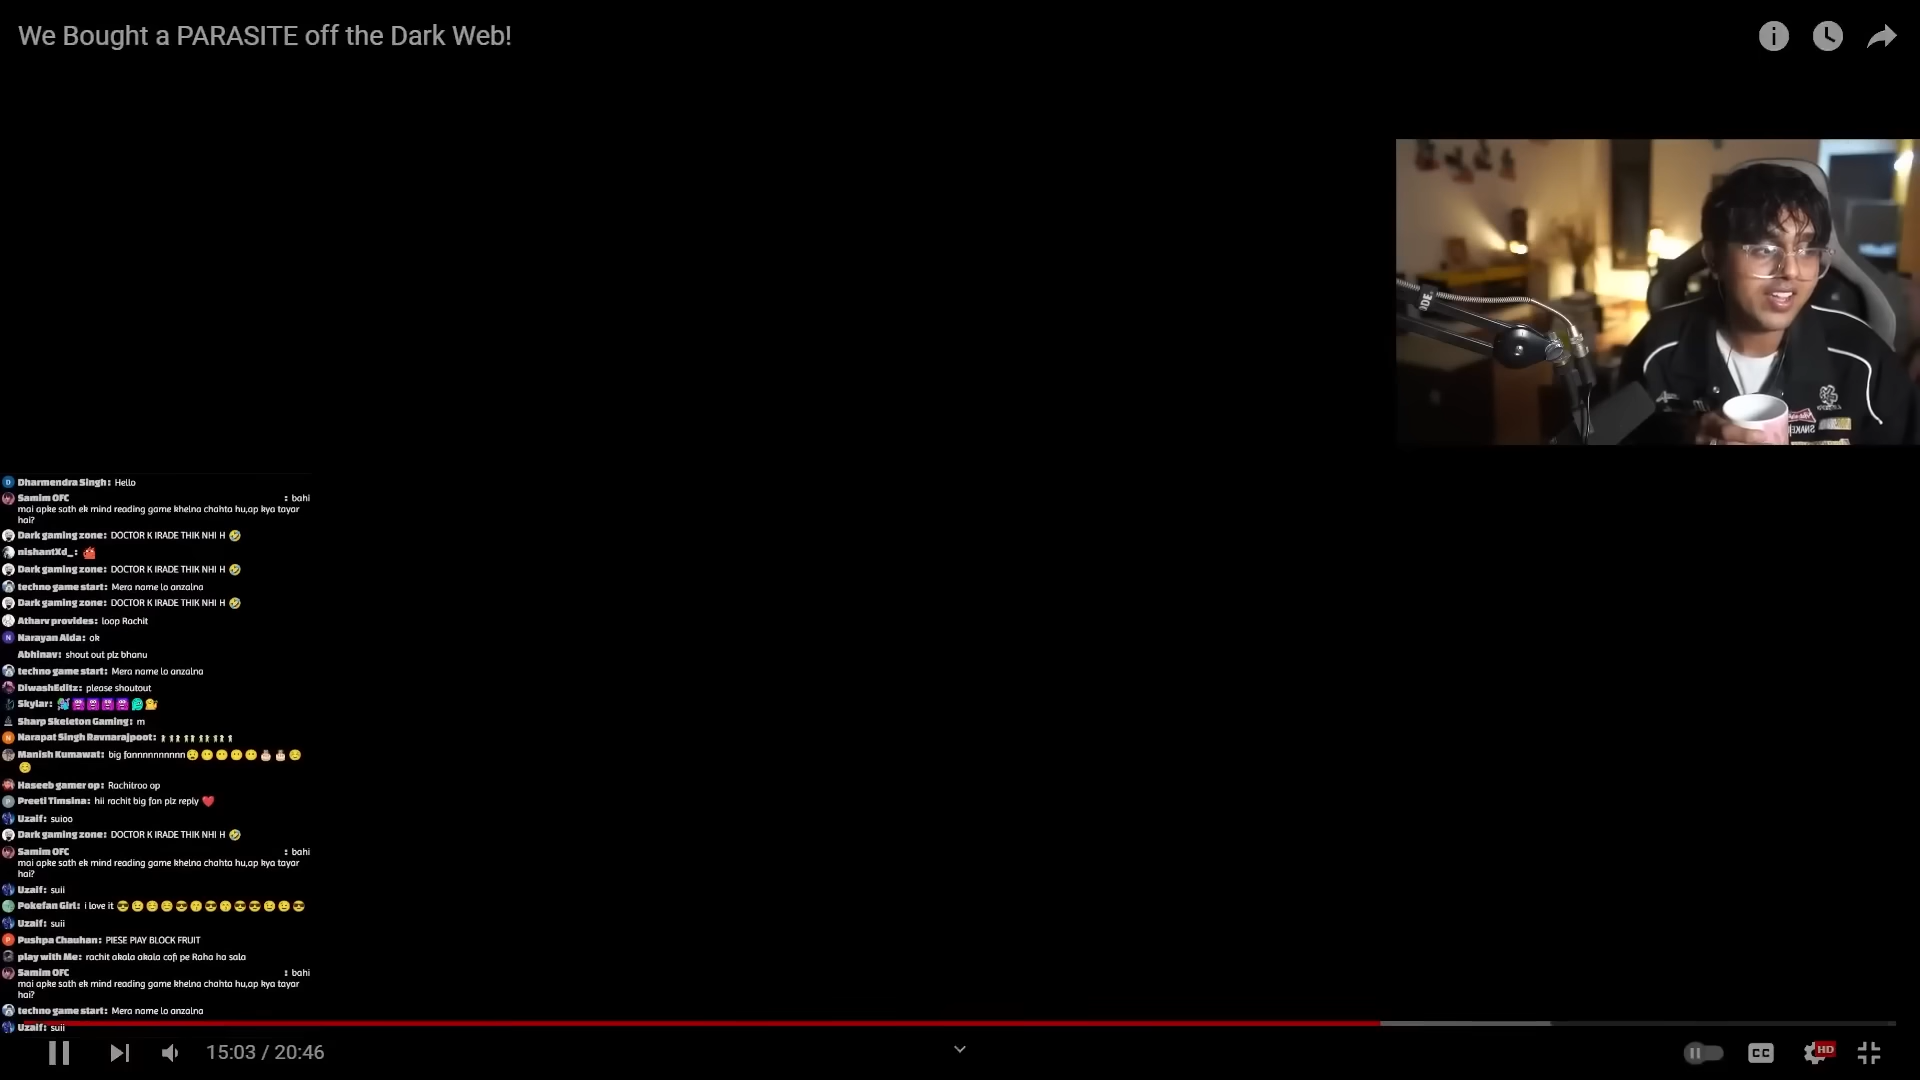 We Bought a PARASITE off the Dark Web!
Dharmendra Singh: Hello
Samim OFC : bahi
mai apke sath ek mind reading game khelna chahta hu,ap kya tayar
hai?
Dark gaming zone: DOCTOR K IRADE THIK NHI H 🤣
nishantXd_:
Dark gaming zone: DOCTOR K IRADE THIK NHI H 🤣
techno game start: Mera name lo anzalna
Dark gaming zone: DOCTOR K IRADE THIK NHI H 🤣
Atharv provides: loop Rachit
Narayan Alda: ok
Abhinav: shout out plz bhanu
techno game start: Mera name lo anzalna
DiwashEditz: please shoutout
Skylar:
Sharp Skeleton Gaming: m
Narapat Singh Ravnarajpoot:
Manish Kumawat: big fannnnnnnnnn
Haseeb gamer op: Rachitroo op
Preeti Timsina: hii rachit big fan plz reply ❤️
Uzaif: suioo
Dark gaming zone: DOCTOR K IRADE THIK NHI H 🤣
Samim OFC : bahi
mai apke sath ek mind reading game khelna chahta hu,ap kya tayar
hai?
Uzaif: suii
Pokefan Girl: i love it
Uzaif: suii
Pushpa Chauhan: PlESE PlAY BLOCK FRUIT
play with Me: rachit akala akala cofi pe Raha ha sala
Samim OFC : bahi
mai apke sath ek mind reading game khelna chahta hu,ap kya tayar
hai?
techno game start: Mera name lo anzalna
Uzaif: suii
15:03 / 20:46
CC
HD